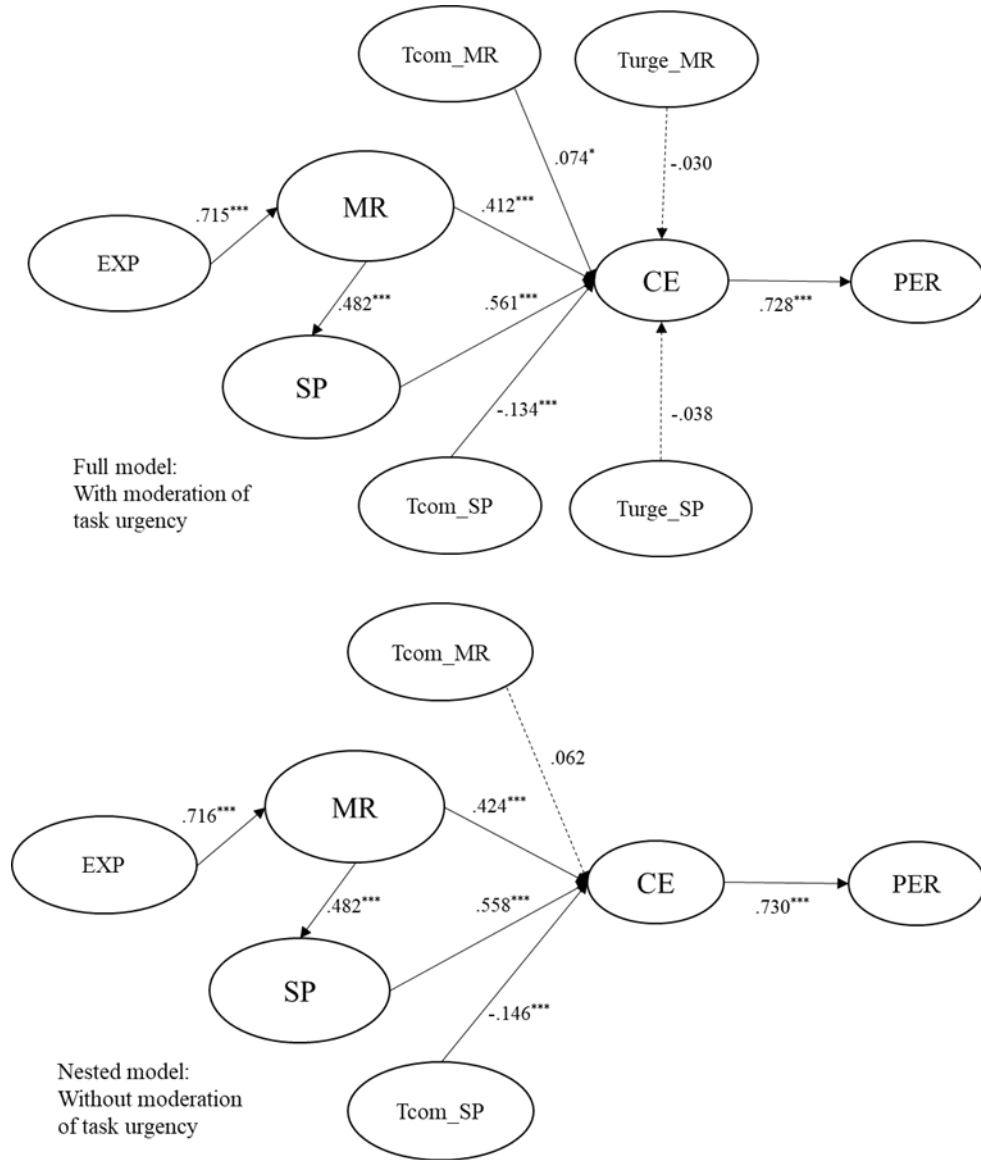 Tcom_MR
Turge_MR
.074*
-.030
MR
.715***
.412***
EXP
CE
PER
.482***
.561***
.728***
SP
-.134***
-.038
Full model:
With moderation of
task urgency
Tcom_SP
Turge_SP
Tcom_MR
.062
MR
.716***
.424***
EXP
CE
PER
.482***
.558***
.730***
SP
-.146***
Nested model:
Without moderation
of task urgency
Tcom_SP